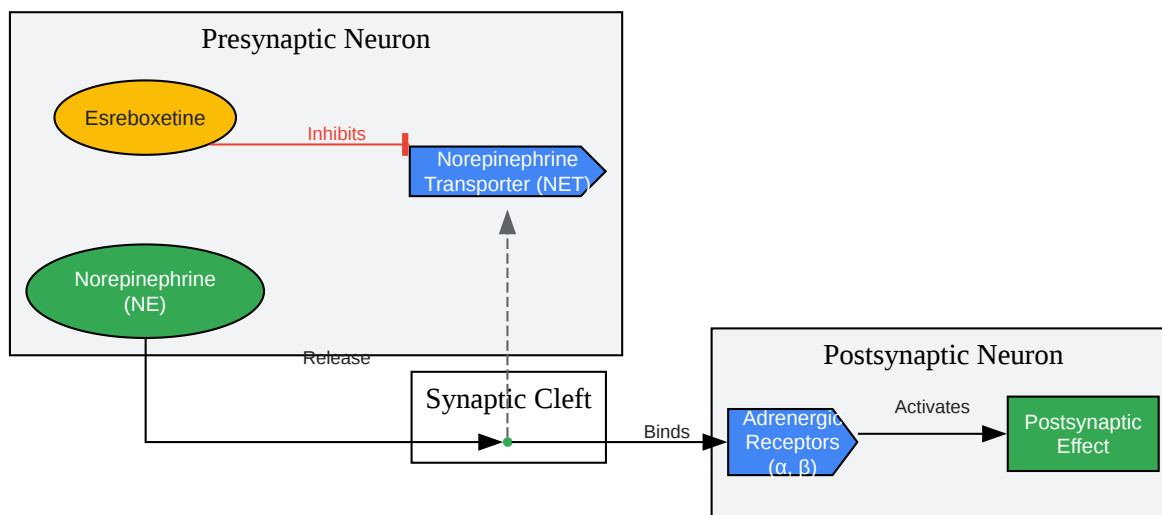 Presynaptic Neuron
Esreboxetine
Inhibits
Norepinephrine
Transporter (NET)
Norepinephrine
(NE)
Release
Synaptic Cleft
Binds
Postsynaptic Neuron
Adrenergic
Receptors
(α, β)
Activates
Postsynaptic
Effect